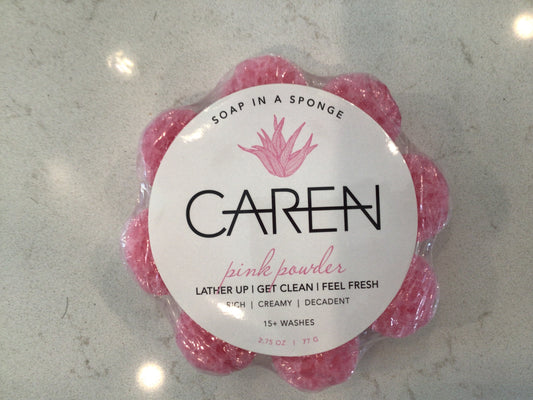 SOAP IN A SPONGE
CAREN
pink powder
LATHER UP | GET CLEAN | FEEL FRESH
RICH | CREAMY | DECADENT
15+ WASHES
2.75 OZ | 77 G